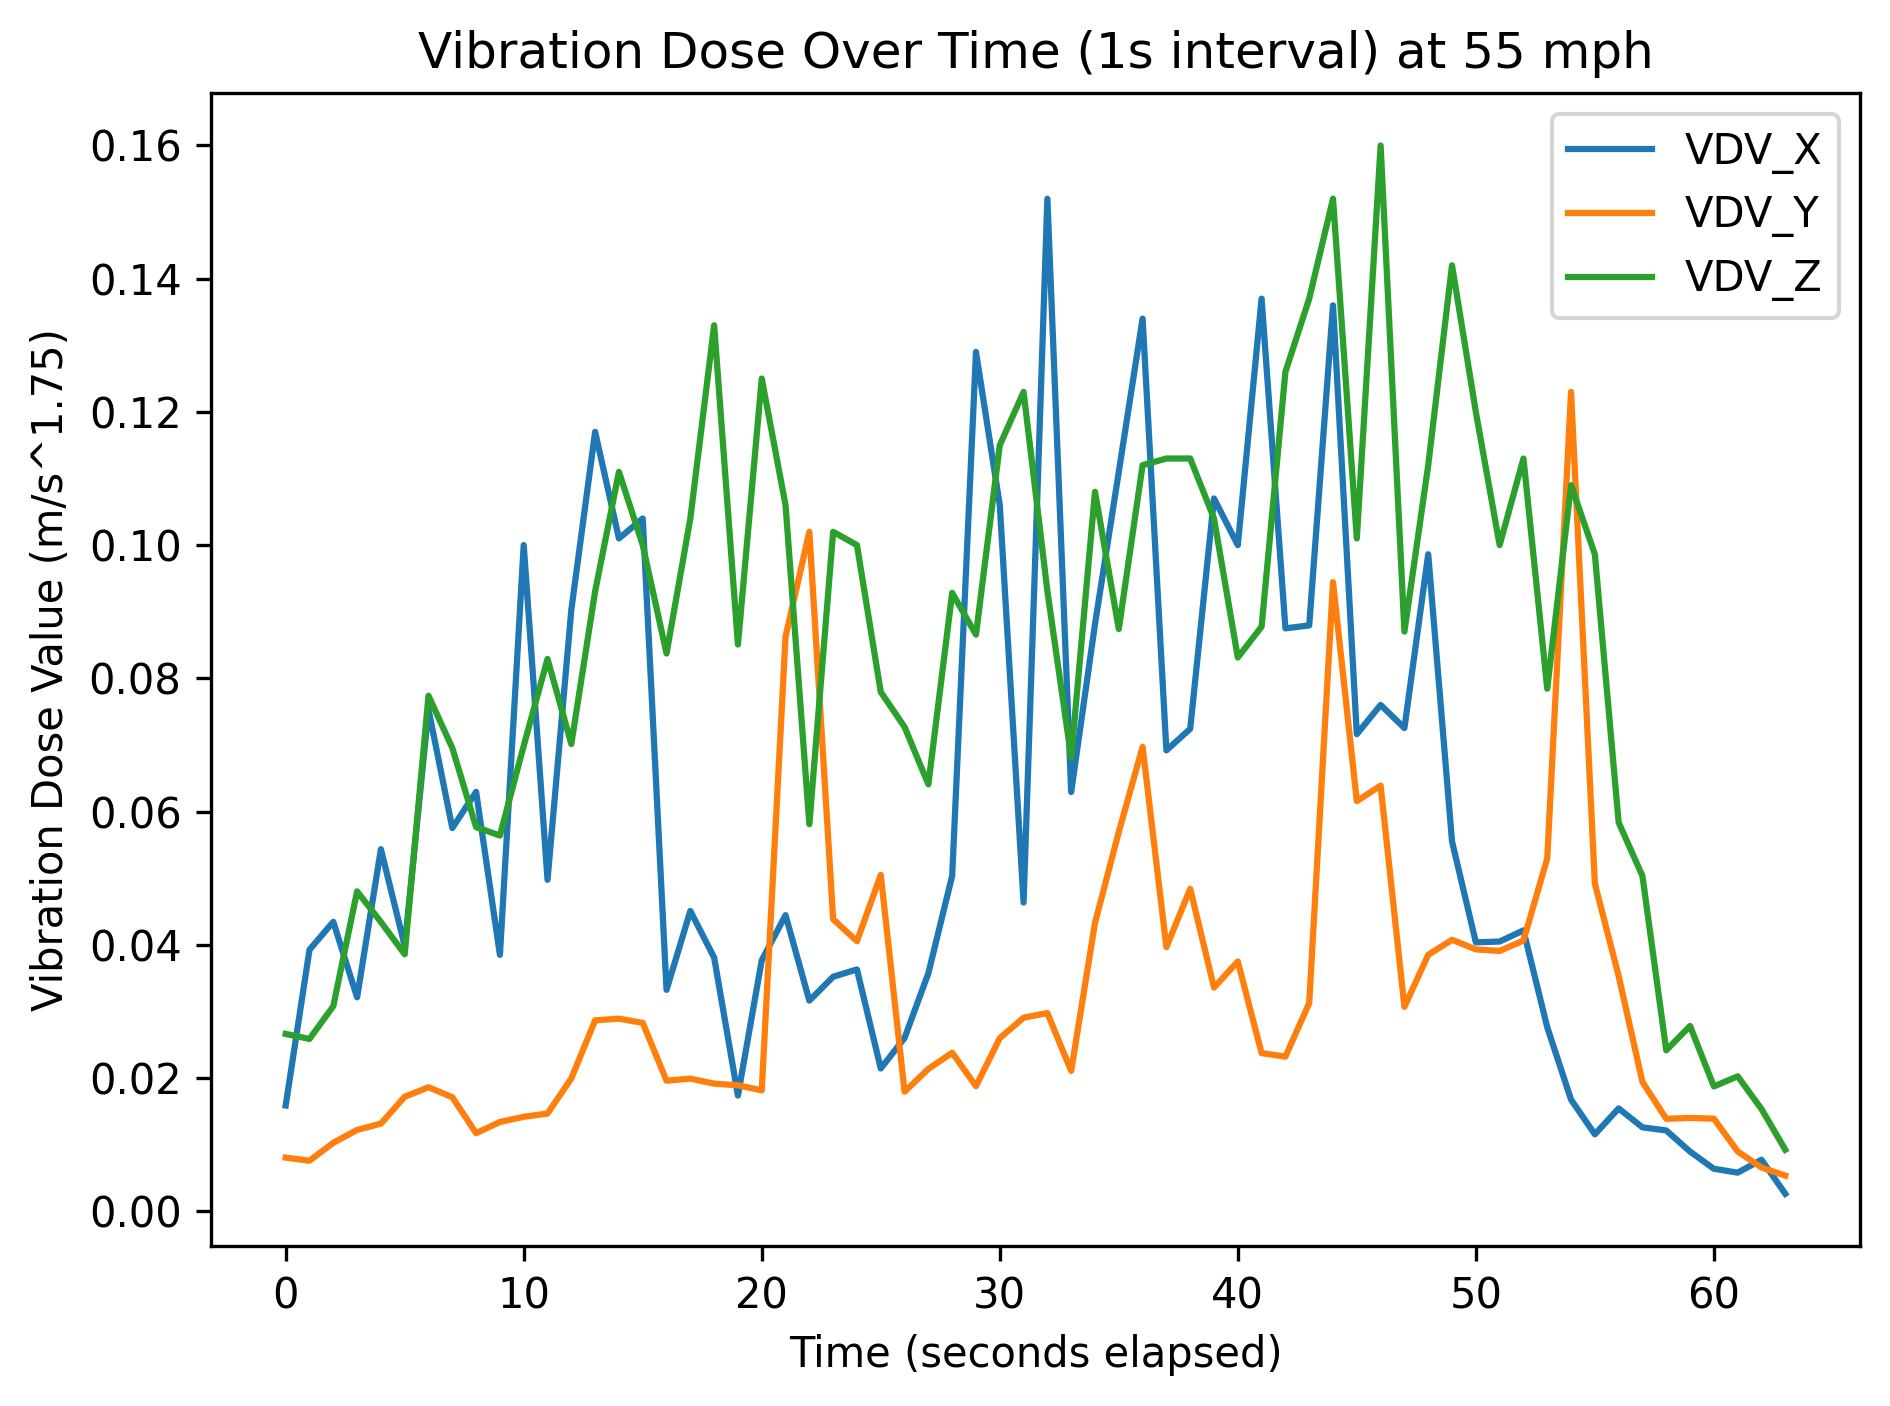 Vibration Dose Over Time (1s interval) at 55 mph
VDV_X
VDV_Y
VDV_Z
Vibration Dose Value (m/s^1.75)
0.16
0.14
0.12
0.10
0.08
0.06
0.04
0.02
0.00
0 10 20 30 40 50 60
Time (seconds elapsed)